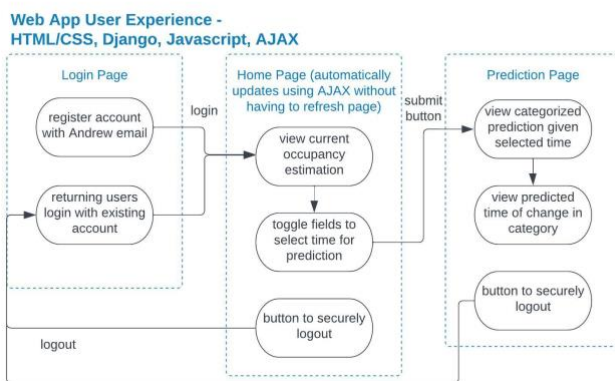 Web App User Experience -
HTML/CSS, Django, Javascript, AJAX
Login Page
register account
with Andrew email
returning users
login with existing
account
login
logout
Home Page (automatically
updates using AJAX without
having to refresh page)
view current
occupancy
estimation
toggle fields to
select time for
prediction
button to securely
logout
submit
button
Prediction Page
view categorized
prediction given
selected time
view predicted
time of change in
category
button to securely
logout